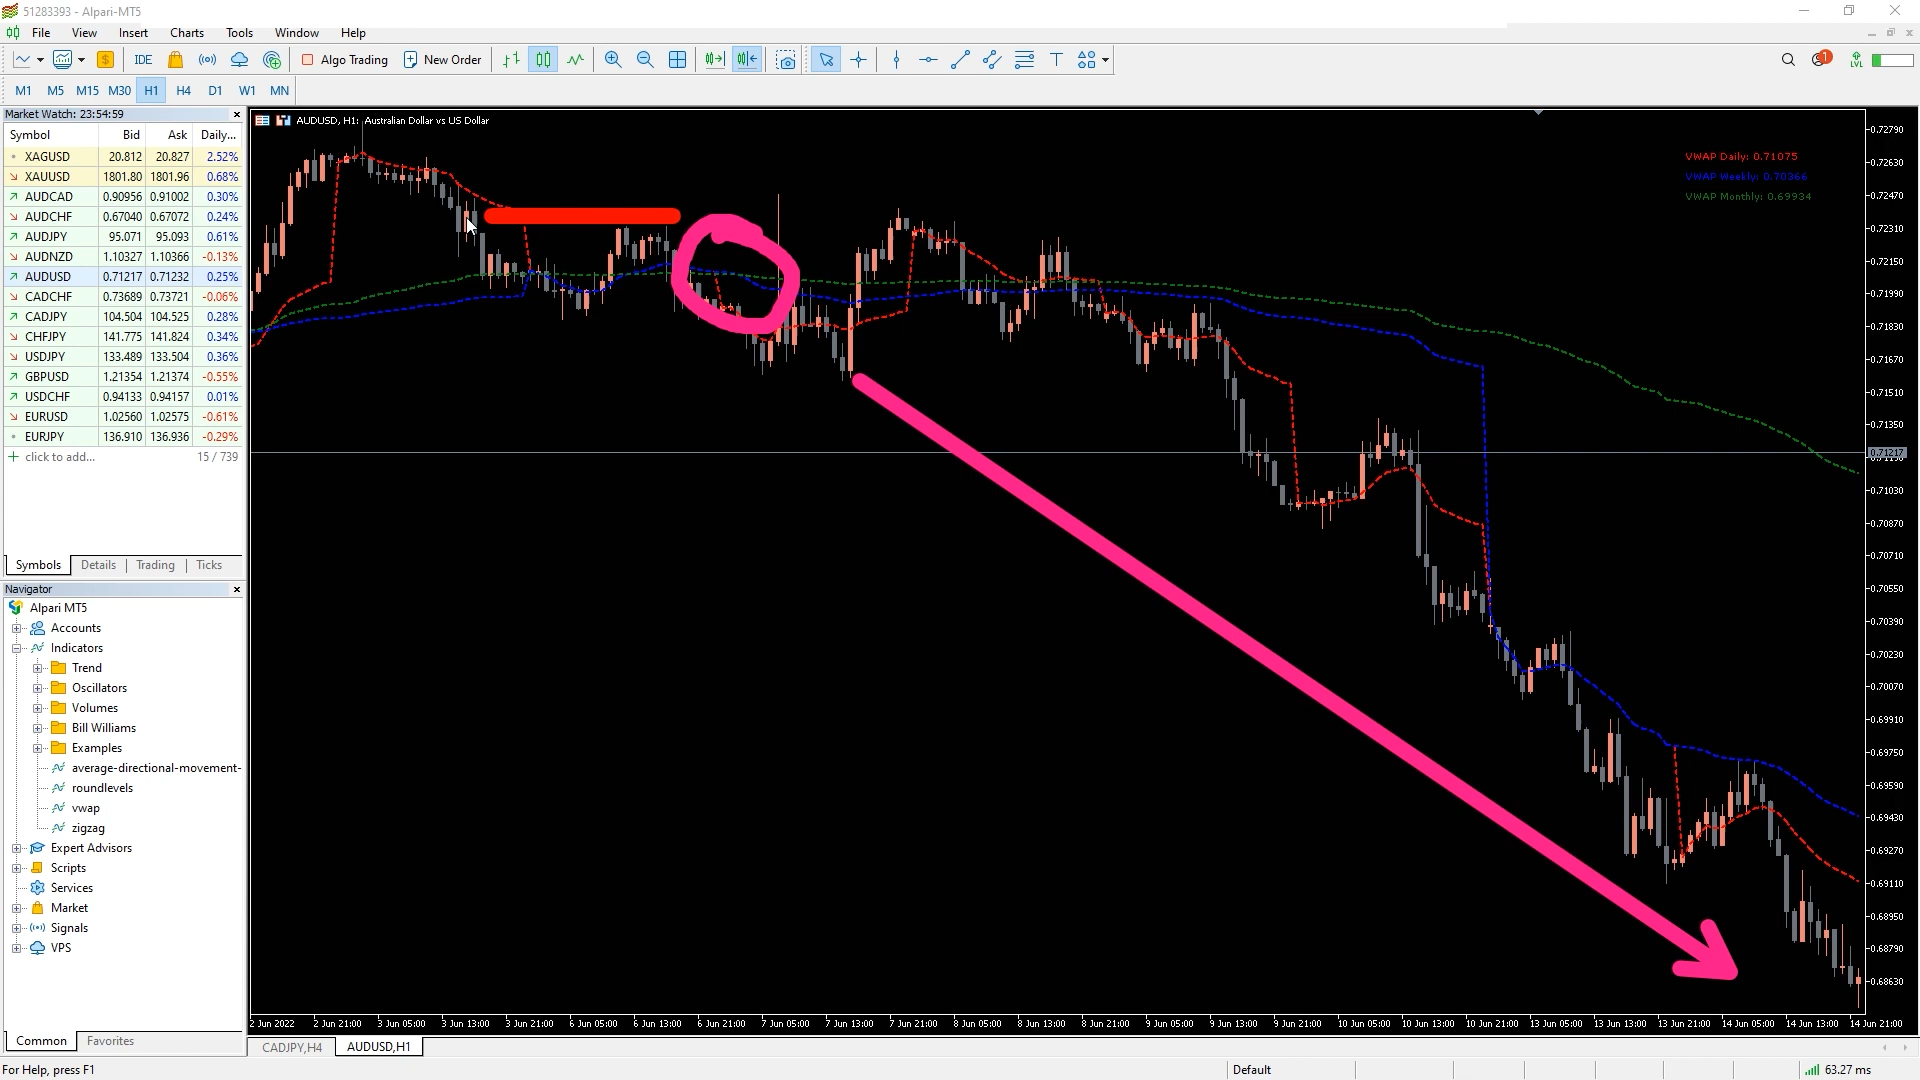 51283393 - Alpari-MT5
File View Insert Charts Tools Window Help
IDE Algo Trading New Order 1 LVL
M1 M5 M15 M30 H1 H4 D1 W1 MN
Market Watch: 23:54:59
Symbol Bid Ask Daily...
XAGUSD 20.812 20.827 2.52%
XAUUSD 1801.80 1801.96 0.68%
AUDCAD 0.90956 0.91002 0.30%
AUDCHF 0.67040 0.67072 0.24%
AUDJPY 95.071 95.093 0.61%
AUDNZD 1.10327 1.10366 -0.13%
AUDUSD 0.71217 0.71232 0.25%
CADCHF 0.73689 0.73721 -0.06%
CADJPY 104.504 104.525 0.28%
CHFJPY 141.775 141.824 0.34%
USDJPY 133.489 133.504 0.36%
GBPUSD 1.21354 1.21374 -0.55%
USDCHF 0.94133 0.94157 0.01%
EURUSD 1.02560 1.02575 -0.61%
EURJPY 136.910 136.936 -0.29%
click to add... 15 / 739
Symbols Details Trading Ticks
Navigator
Alpari MT5
Accounts
Indicators
Trend
Oscillators
Volumes
Bill Williams
Examples
average-directional-movement-
roundlevels
vwap
zigzag
Expert Advisors
Scripts
Services
Market
Signals
VPS
Common Favorites
AUDUSD, H1: Australian Dollar vs US Dollar
VWAP Daily: 0.71075
VWAP Weekly: 0.70366
VWAP Monthly: 0.69934
0.72790
0.72630
0.72470
0.72310
0.72150
0.71990
0.71830
0.71670
0.71510
0.71350
0.71217
0.71030
0.70870
0.70710
0.70550
0.70390
0.70230
0.70070
0.69910
0.69750
0.69590
0.69430
0.69270
0.69110
0.68950
0.68790
0.68630
2 Jun 2022 2 Jun 21:00 3 Jun 05:00 3 Jun 13:00 3 Jun 21:00 6 Jun 05:00 6 Jun 13:00 6 Jun 21:00 7 Jun 05:00 7 Jun 13:00 7 Jun 21:00 8 Jun 05:00 8 Jun 13:00 8 Jun 21:00 9 Jun 05:00 9 Jun 13:00 9 Jun 21:00 10 Jun 05:00 10 Jun 13:00 10 Jun 21:00 13 Jun 05:00 13 Jun 13:00 13 Jun 21:00 14 Jun 05:00 14 Jun 13:00 14 Jun 21:00
CADJPY,H4 AUDUSD,H1
For Help, press F1 Default 63.27 ms